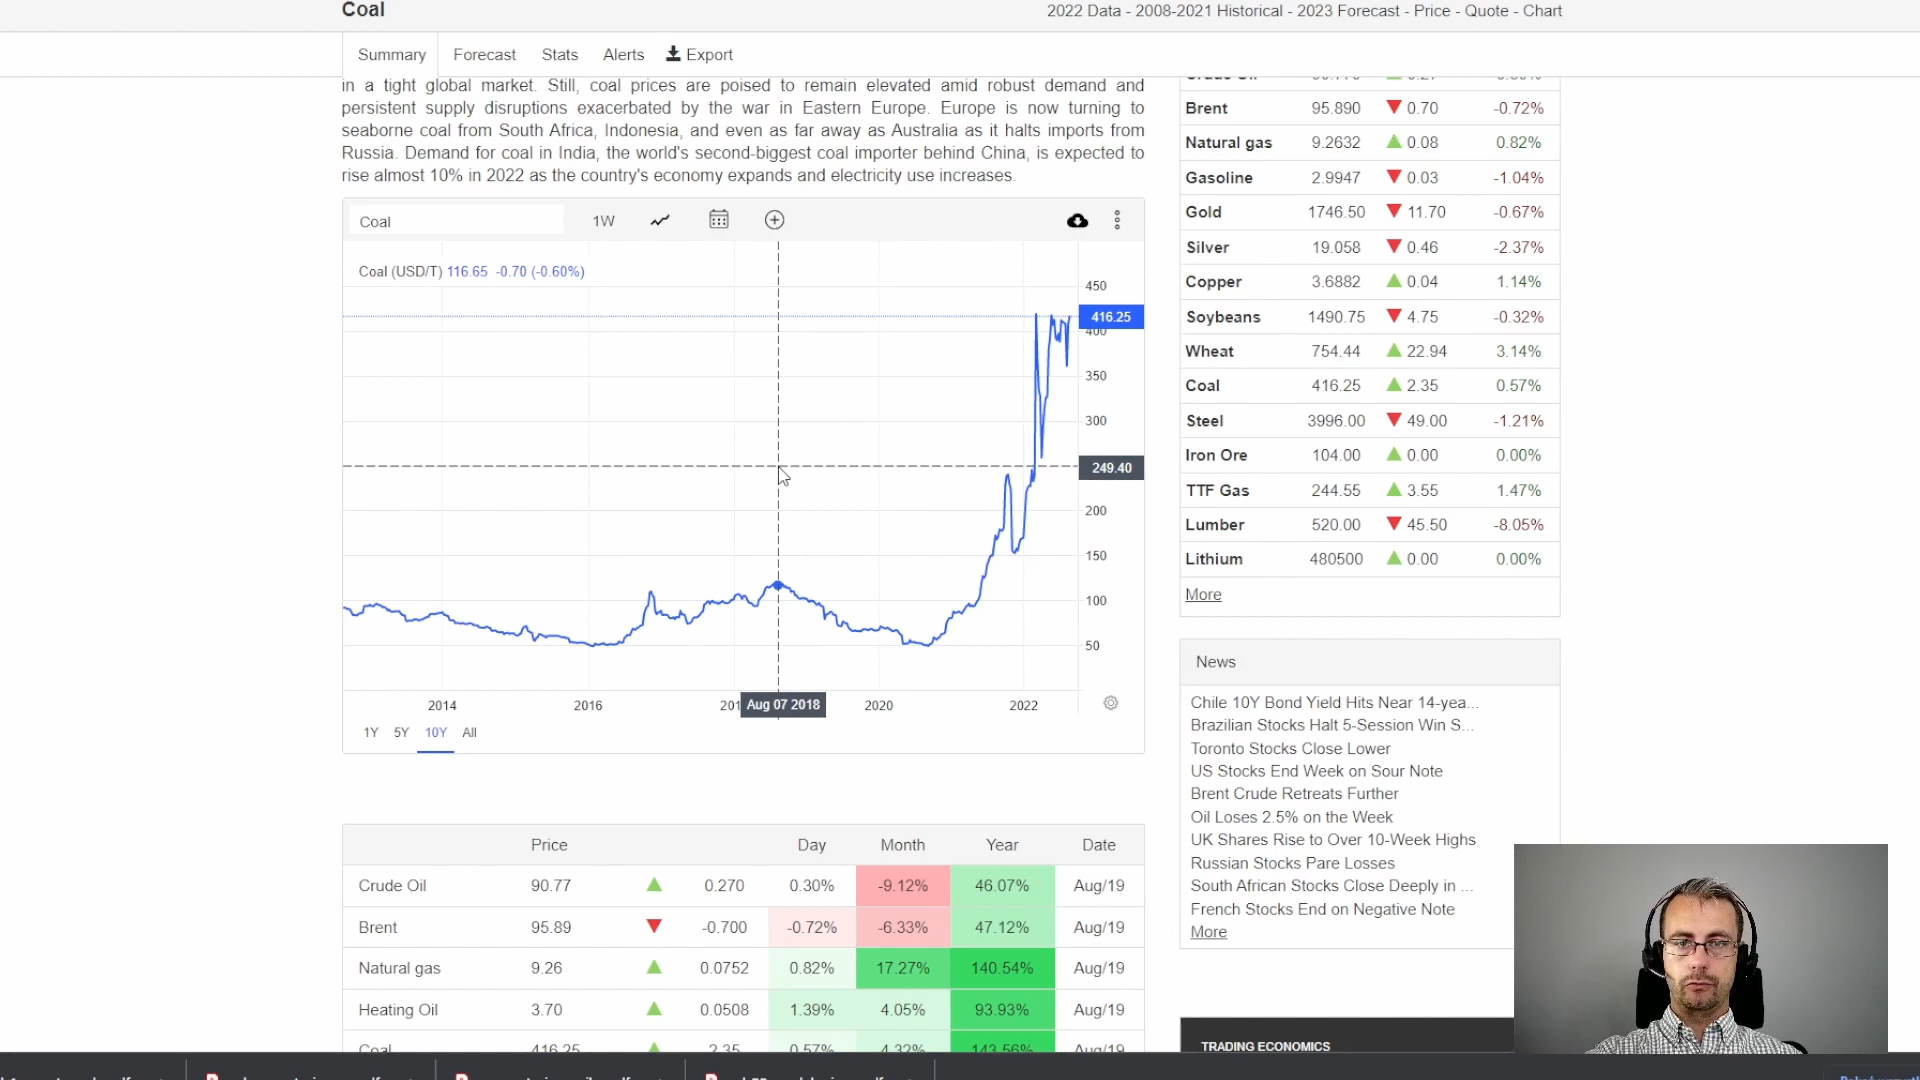 Coal
2022 Data - 2008-2021 Historical - 2023 Forecast - Price - Quote - Chart
Summary Forecast Stats Alerts Export
in a tight global market. Still, coal prices are poised to remain elevated amid robust demand and
persistent supply disruptions exacerbated by the war in Eastern Europe. Europe is now turning to
seaborne coal from South Africa, Indonesia, and even as far away as Australia as it halts imports from
Russia. Demand for coal in India, the world's second-biggest coal importer behind China, is expected to
rise almost 10% in 2022 as the country's economy expands and electricity use increases.
Coal 1W
Coal (USD/T) 116.65 -0.70 (-0.60%)
450
416.25
400
350
300
249.40
200
150
100
50
2014 2016 201 Aug 07 2018 2020 2022
1Y 5Y 10Y All
Price Day Month Year Date
Crude Oil 90.77 0.270 0.30% -9.12% 46.07% Aug/19
Brent 95.89 -0.700 -0.72% -6.33% 47.12% Aug/19
Natural gas 9.26 0.0752 0.82% 17.27% 140.54% Aug/19
Heating Oil 3.70 0.0508 1.39% 4.05% 93.93% Aug/19
Coal 416.25 2.35 0.57% 4.32% 143.56% Aug/19
Brent 95.890 0.70 -0.72%
Natural gas 9.2632 0.08 0.82%
Gasoline 2.9947 0.03 -1.04%
Gold 1746.50 11.70 -0.67%
Silver 19.058 0.46 -2.37%
Copper 3.6882 0.04 1.14%
Soybeans 1490.75 4.75 -0.32%
Wheat 754.44 22.94 3.14%
Coal 416.25 2.35 0.57%
Steel 3996.00 49.00 -1.21%
Iron Ore 104.00 0.00 0.00%
TTF Gas 244.55 3.55 1.47%
Lumber 520.00 45.50 -8.05%
Lithium 480500 0.00 0.00%
More
News
Chile 10Y Bond Yield Hits Near 14-yea...
Brazilian Stocks Halt 5-Session Win S...
Toronto Stocks Close Lower
US Stocks End Week on Sour Note
Brent Crude Retreats Further
Oil Loses 2.5% on the Week
UK Shares Rise to Over 10-Week Highs
Russian Stocks Pare Losses
South African Stocks Close Deeply in ...
French Stocks End on Negative Note
More
TRADING ECONOMICS